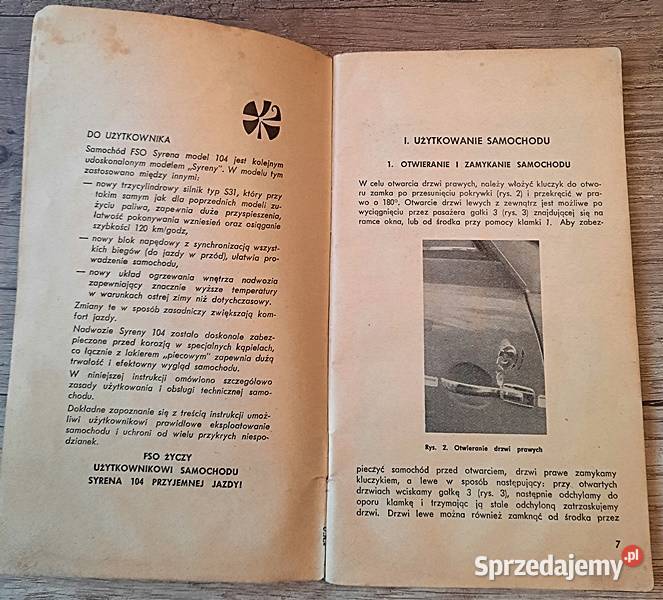 DO UŻYTKOWNIKA
Samochód FSO Syrena model 104 jest kolejnym
udoskonalonym modelem „Syreny". W modelu tym
zastosowano między innymi:
— nowy trzycylindrowy silnik typ S31, który przy
takim samym jak dla poprzednich modeli zu-
życiu paliwa, zapewnia duże przyspieszenia,
łatwość pokonywania wzniesień oraz osiąganie
szybkości 120 km/godz,
— nowy blok napędowy z synchronizacją wszyst-
kich biegów (do jazdy w przód), ułatwia pro-
wadzenie samochodu,
— nowy układ ogrzewania wnętrza nadwozia
zapewniający znacznie wyższe temperatury
w warunkach ostrej zimy niż dotychczasowy.
Zmiany te w sposób zasadniczy zwiększają kom-
fort jazdy.
Nadwozie Syreny 104 zostało doskonale zabez-
pieczone przed korozją w specjalnych kąpielach,
co łącznie z lakierem „piecowym" zapewnia dużą
trwałość i efektowny wygląd samochodu.
W niniejszej instrukcji omówiono szczegółowo
zasady użytkowania i obsługi technicznej samo-
chodu.
Dokładne zapoznanie się z treścią instrukcji umoż-
liwi użytkownikowi prawidłowe eksploatowanie
samochodu i uchroni od wielu przykrych niespo-
dzianek.
FSO ŻYCZY
UŻYTKOWNIKOWI SAMOCHODU
SYRENA 104 PRZYJEMNEJ JAZDY!
I. UŻYTKOWANIE SAMOCHODU
1. OTWIERANIE I ZAMYKANIE SAMOCHODU
W celu otwarcia drzwi prawych, należy włożyć kluczyk do otwo-
ru zamka po przesunięciu pokrywki (rys. 2) i przekręcić w pra-
wo o 180°. Otwarcie drzwi lewych z zewnątrz jest możliwe po
wyciągnięciu przez pasażera gałki 3 (rys. 3) znajdującej się na
ramce okna, lub od środka przy pomocy klamki 1. Aby zabez-
Rys. 2. Otwieranie drzwi prawych
pieczyć samochód przed otwarciem, drzwi prawe zamykamy
kluczykiem, a lewe w sposób następujący: przy otwartych
drzwiach wciskamy gałkę 3 (rys. 3), następnie odchylamy do
oporu klamkę i trzymając ją stale odchyloną zatrzaskujemy
drzwi. Drzwi lewe można również zamknąć od środka przez
7
Sprzedajemy.pl